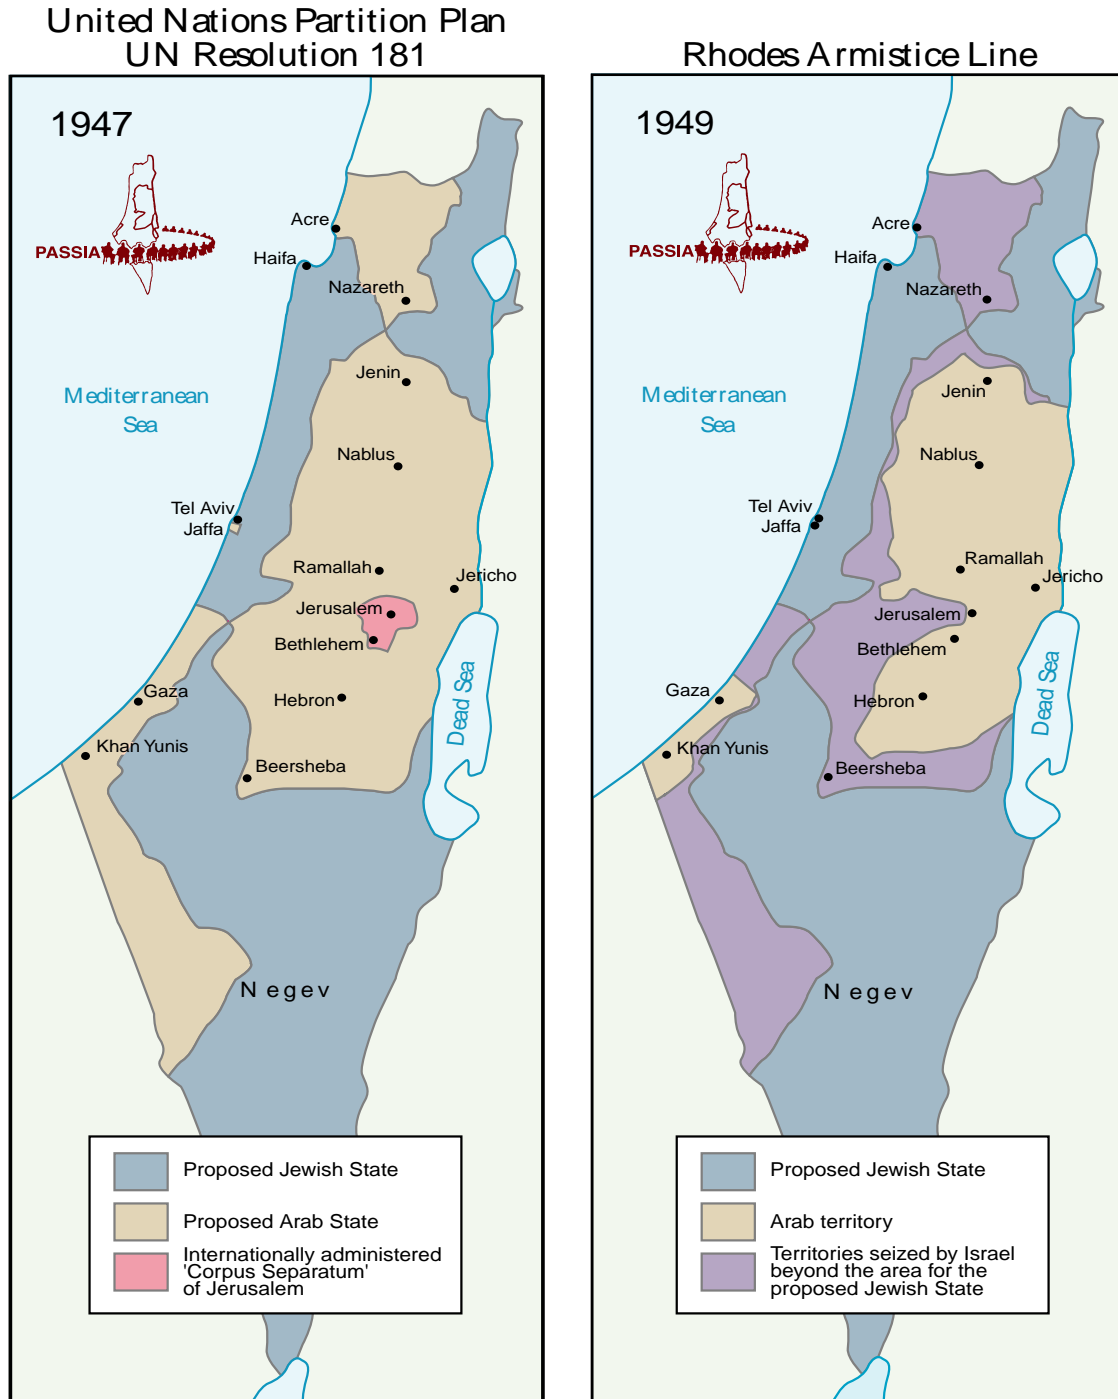 United Nations Partition Plan
UN Resolution 181
1947
PASSIA
Acre
Haifa
Nazareth
Jenin
Mediterranean
Sea
Nablus
Tel Aviv
Jaffa
Ramallah
Jericho
Jerusalem
Bethlehem
Gaza
Hebron
Dead Sea
Khan Yunis
Beersheba
Negev
Proposed Jewish State
Proposed Arab State
Internationally administered
'Corpus Separatum'
of Jerusalem
Rhodes Armistice Line
1949
PASSIA
Acre
Haifa
Nazareth
Jenin
Mediterranean
Sea
Nablus
Tel Aviv
Jaffa
Ramallah
Jericho
Jerusalem
Bethlehem
Gaza
Hebron
Dead Sea
Khan Yunis
Beersheba
Negev
Proposed Jewish State
Arab territory
Territories seized by Israel
beyond the area for the
proposed Jewish State